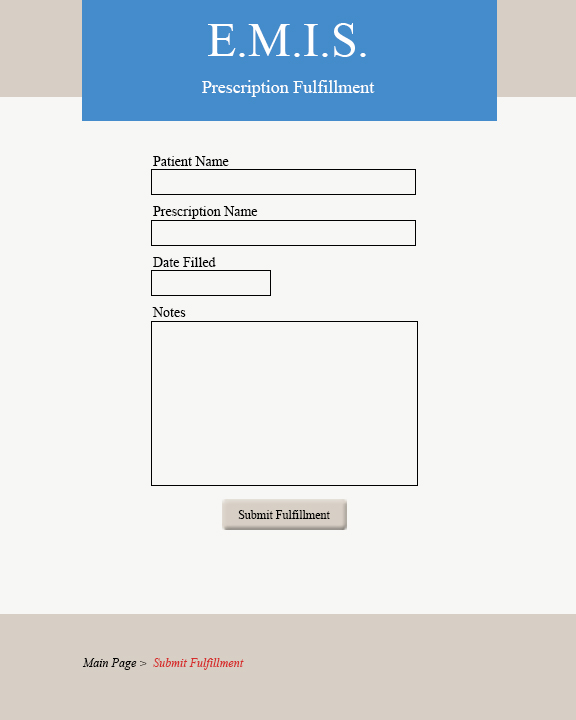 E.M.I.S.
Prescription Fulfillment
Patient Name
Prescription Name
Date Filled
Notes
Submit Fulfillment
Main Page > Submit Fulfillment